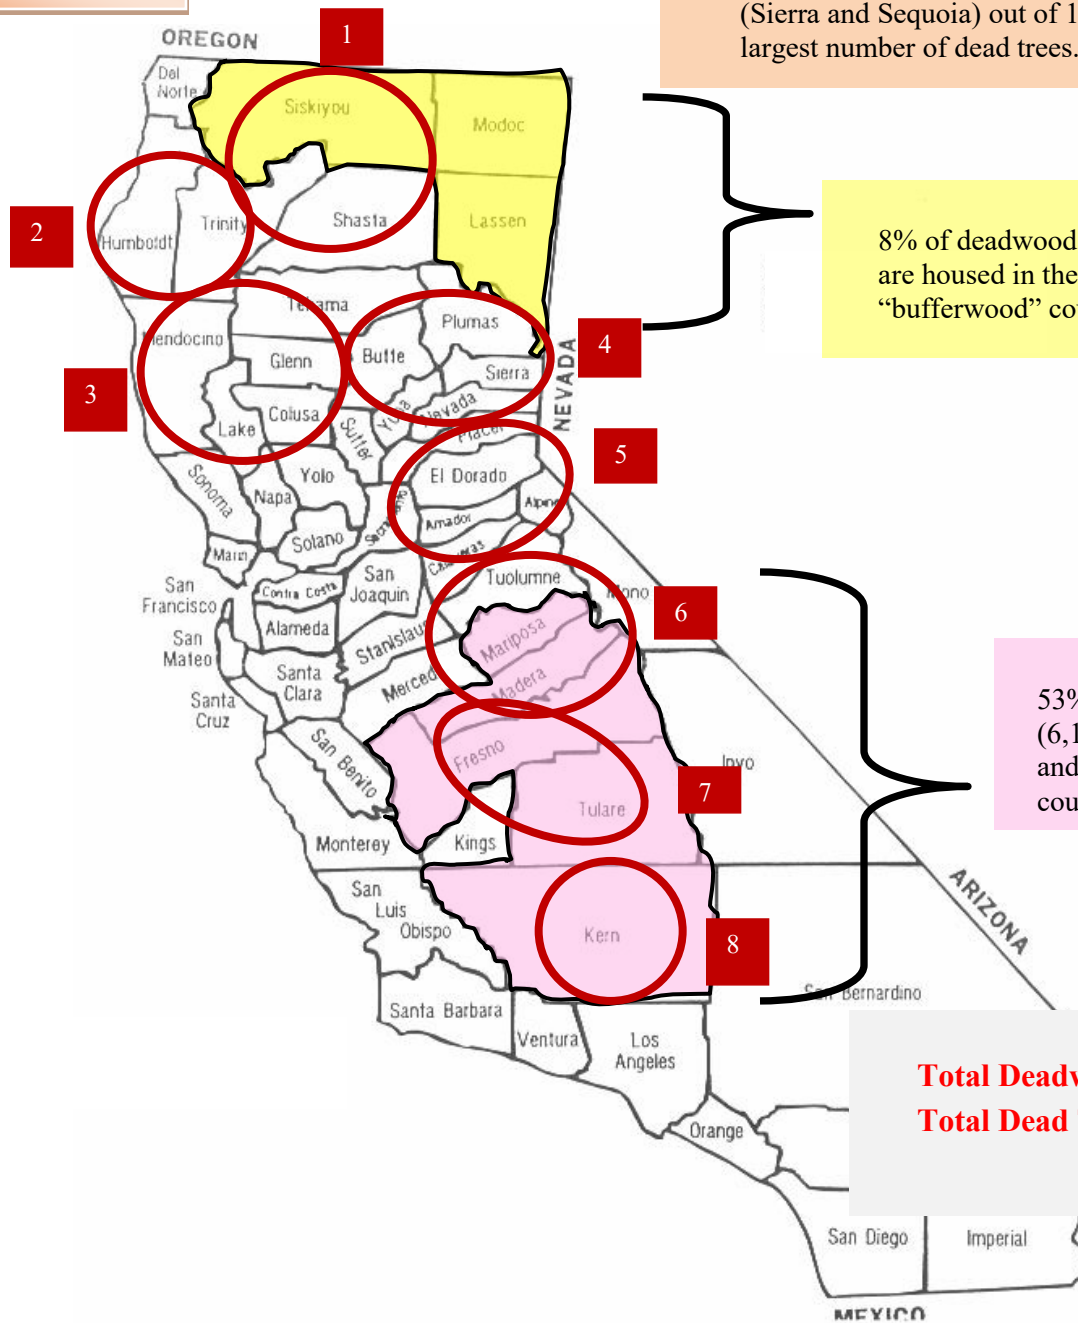 (Sierra and Sequoia) out of 1
largest number of dead trees.
OREGON
1
Del
Norte
Siskiyou
Modoc
8% of deadwood
are housed in the
“bufferwood” cou
2
Humboldt
Trinity
Shasta
Lassen
Tehama
Plumas
Mendocino
Glenn
Butte
Sierra
4
NEVADA
3
Lake
Colusa
Sutter
Yuba
Nevada
Placer
5
Sonoma
Napa
Yolo
El Dorado
Sacramento
Amador
Alpine
Marin
Solano
Calaveras
San
Francisco
Contra Costa
San
Joaquin
Tuolumne
Mono
6
San
Mateo
Alameda
Stanislaus
Mariposa
Santa
Clara
Merced
Madera
Santa
Cruz
San Benito
Fresno
Inyo
7
53%
(6,1
and
cou
Monterey
Kings
Tulare
San
Luis
Obispo
Kern
8
ARIZONA
San Bernardino
Santa Barbara
Ventura
Los
Angeles
Total Deadw
Total Dead
Orange
San Diego
Imperial
MEXICO